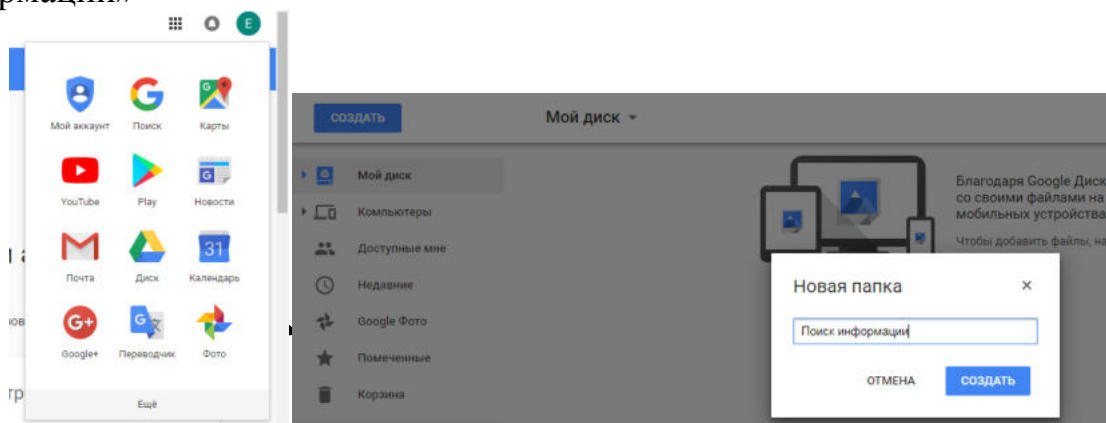 рмации»
E
Мой аккаунт Поиск Карты
YouTube Play Новости
31
Почта Диск Календарь
G+
Google+ Переводчик Фото
Ещё
СОЗДАТЬ Мой диск
Мой диск
Компьютеры
Доступные мне
Недавние
Google Фото
Помеченные
Корзина
Благодаря Google Диск
со своими файлами на
мобильных устройства
Чтобы добавить файлы, на
Новая папка ×
Поиск информации
ОТМЕНА СОЗДАТЬ